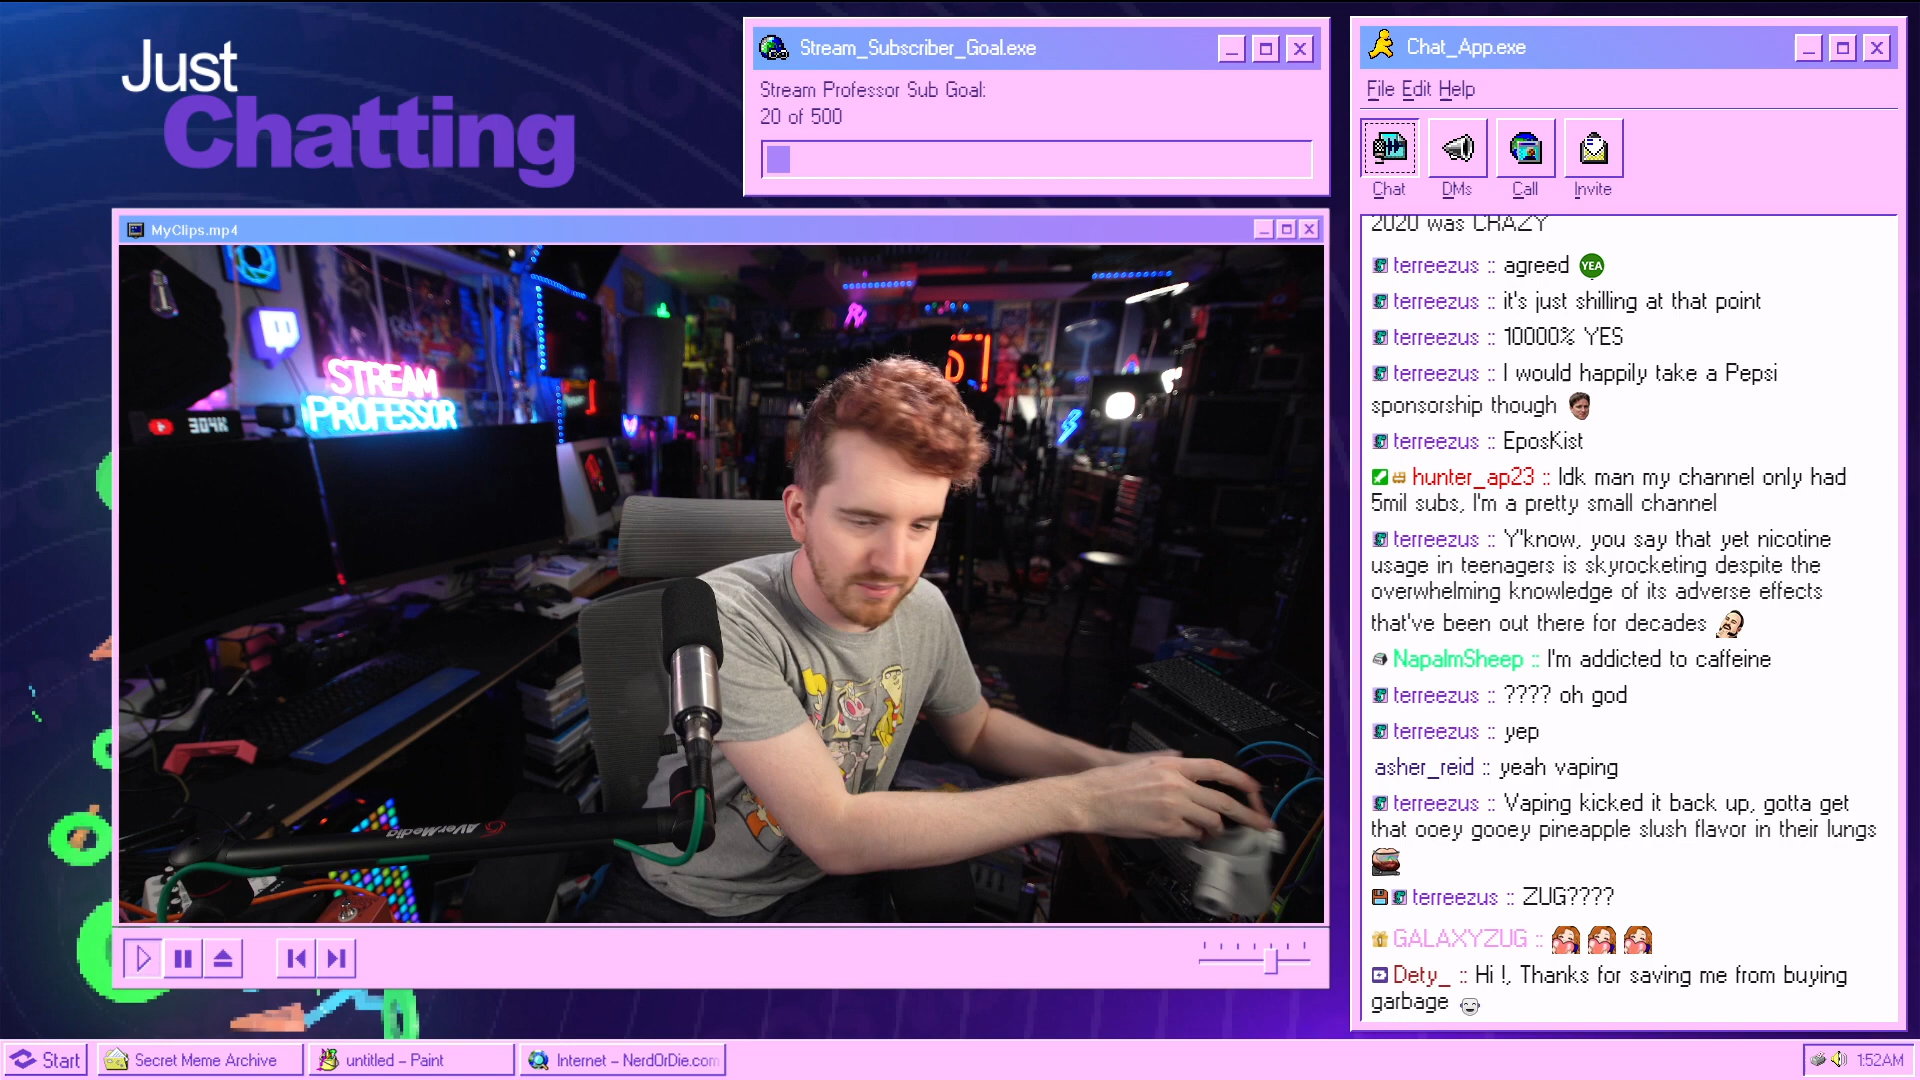 Just
Chatting
Stream_Subscriber_Goal.exe
Stream Professor Sub Goal:
20 of 500
MyClips.mp4
STREAM
PROFESSOR
304K
AVerMedia
Chat_App.exe
File Edit Help
Chat DMs Call Invite
2020 was CRAZY
terreezus :: agreed YEA
terreezus :: it's just shilling at that point
terreezus :: 10000% YES
terreezus :: I would happily take a Pepsi
sponsorship though
terreezus :: EposKist
hunter_ap23 :: Idk man my channel only had
5mil subs, I'm a pretty small channel
terreezus :: Y'know, you say that yet nicotine
usage in teenagers is skyrocketing despite the
overwhelming knowledge of its adverse effects
that've been out there for decades
NapalmSheep :: I'm addicted to caffeine
terreezus :: ???? oh god
terreezus :: yep
asher_reid :: yeah vaping
terreezus :: Vaping kicked it back up, gotta get
that ooey gooey pineapple slush flavor in their lungs
terreezus :: ZUG????
GALAXYZUG ::
Dety_ :: Hi !, Thanks for saving me from buying
garbage
Start
Secret Meme Archive
untitled - Paint
Internet - NerdOrDie.com
1:52AM